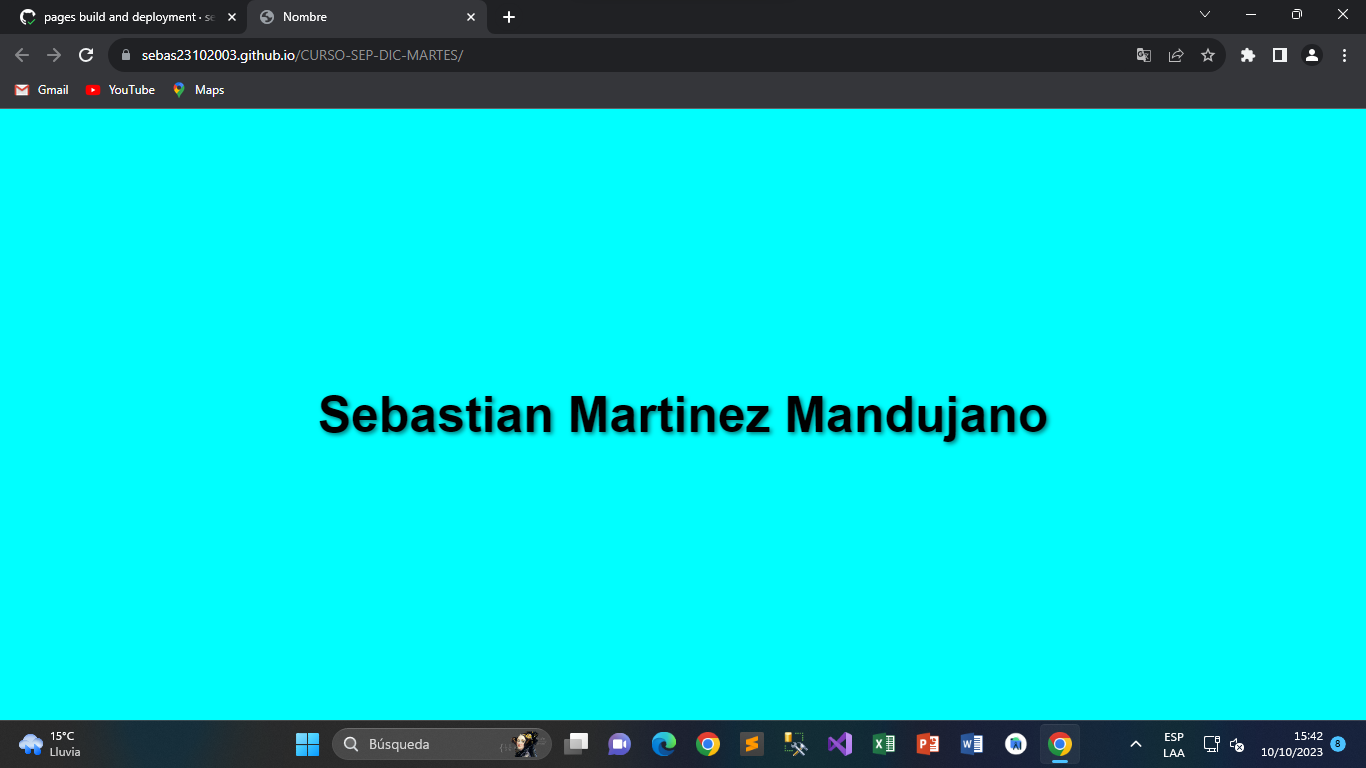 pages build and deployment · se
Nombre
sebas23102003.github.io/CURSO-SEP-DIC-MARTES/
Gmail
YouTube
Maps
Sebastian Martinez Mandujano
15°C
Lluvia
Búsqueda
ESP
LAA
15:42
10/10/2023
8